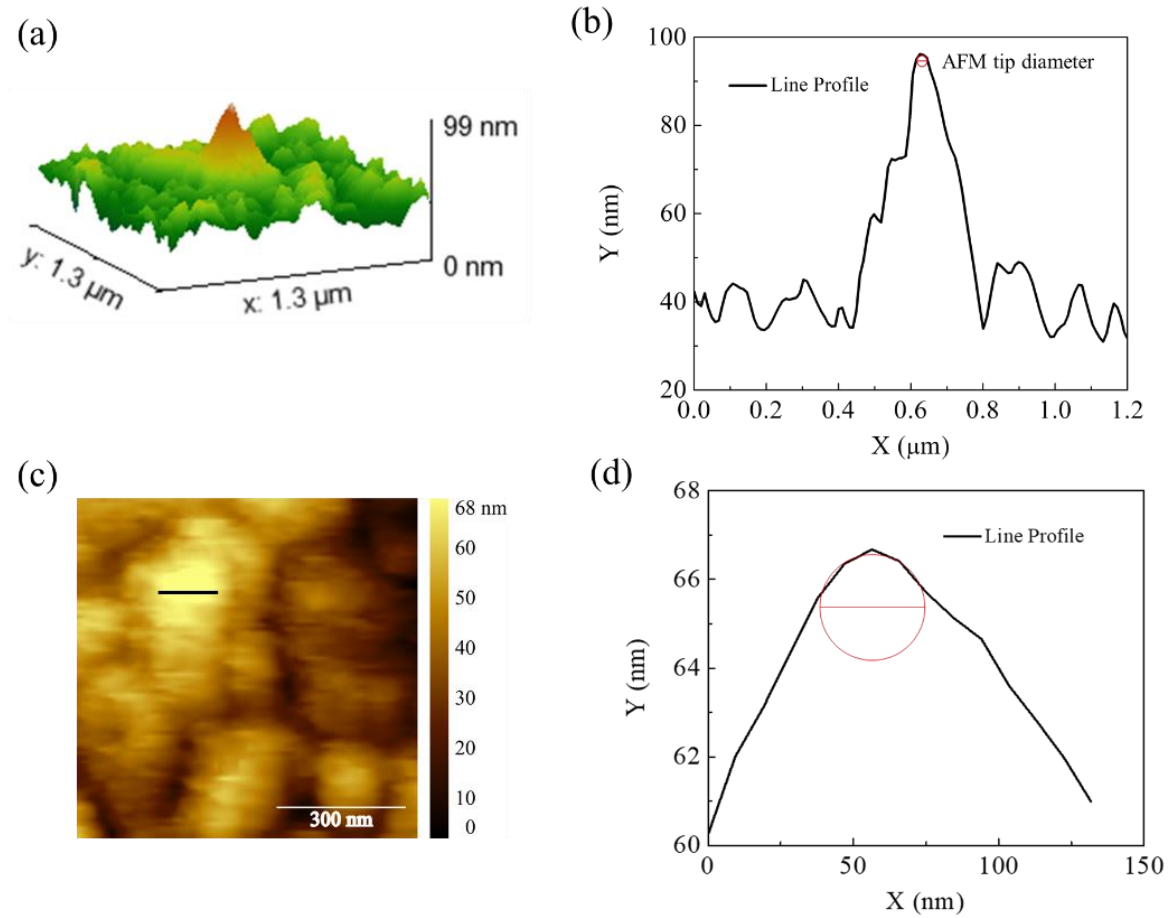 (a)
99 nm
0 nm
y: 1.3 µm
x: 1.3 µm
(b)
100
80
60
40
20
Y (nm)
Line Profile
AFM tip diameter
0.0 0.2 0.4 0.6 0.8 1.0 1.2
X (µm)
(c)
68 nm
60
50
40
30
20
10
0
300 nm
(d)
68
66
64
62
60
Y (nm)
Line Profile
0 50 100 150
X (nm)